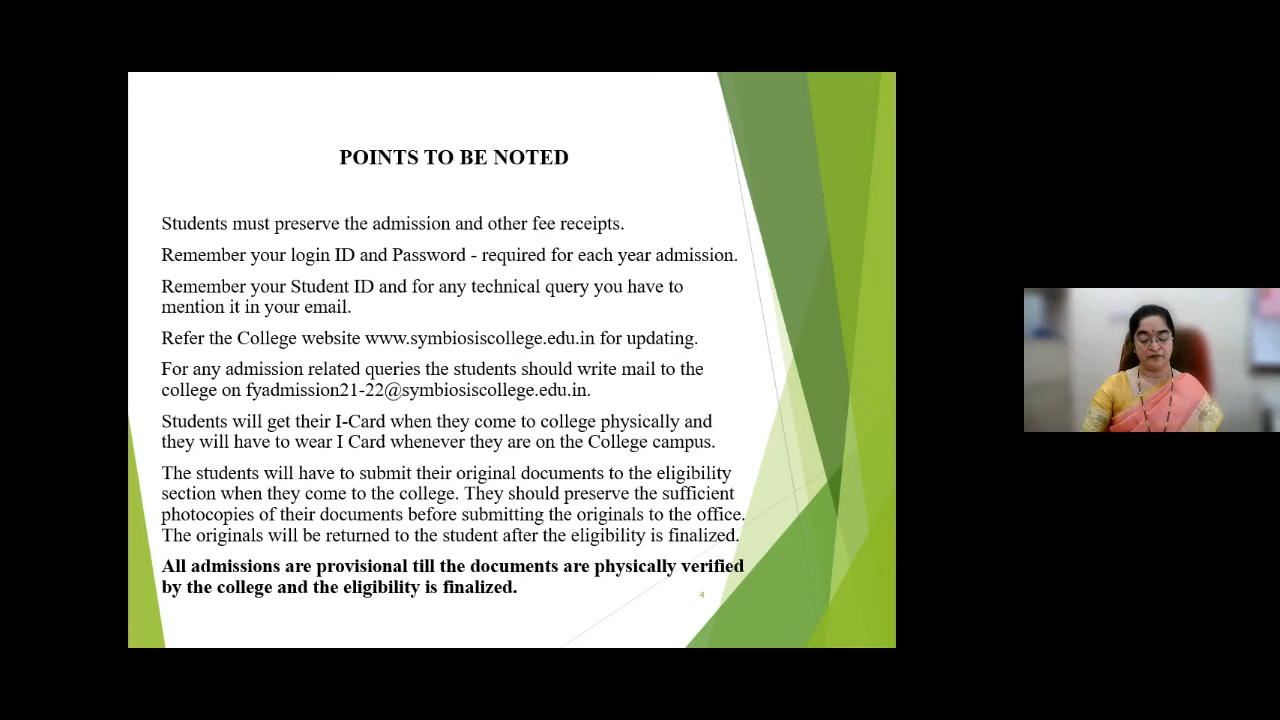 POINTS TO BE NOTED
Students must preserve the admission and other fee receipts.
Remember your login ID and Password - required for each year admission.
Remember your Student ID and for any technical query you have to
mention it in your email.
Refer the College website www.symbiosiscollege.edu.in for updating.
For any admission related queries the students should write mail to the
college on fyadmission21-22@symbiosiscollege.edu.in.
Students will get their I-Card when they come to college physically and
they will have to wear I Card whenever they are on the College campus.
The students will have to submit their original documents to the eligibility
section when they come to the college. They should preserve the sufficient
photocopies of their documents before submitting the originals to the office.
The originals will be returned to the student after the eligibility is finalized.
All admissions are provisional till the documents are physically verified
by the college and the eligibility is finalized.
4